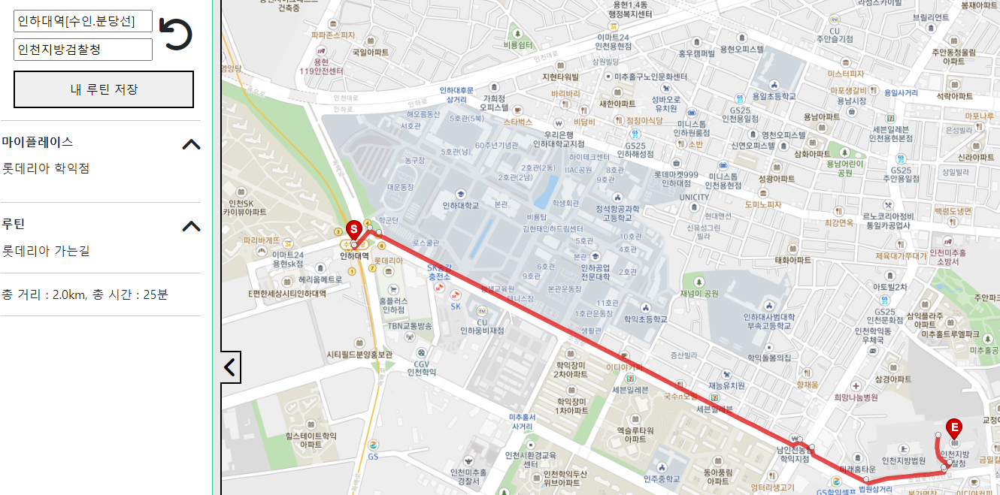 인하대역[수인.분당선]
인천지방검찰청
내 루틴 저장
마이플레이스
롯데리아 학익점
루틴
롯데리아 가는길
총 거리 : 2.0km, 총 시간 : 25분
건축중
파파존스피자
국일아파트
용현
119안전센터
비룡쉼터
용현1,4동
행정복지센터
이마트24
인천용현점
홍우캠퍼빌
용현오피스텔
CU
주안슬기점
브릴리언트
봉재아파트
주안동청울림
아파트
삼원빌딩
인천대로
지현타워빌
미추홀구노인문화센터
미스터피자
마포생갈비
용남시장
용일사거리
석락아파트
인하대후문
삼거리
가희정
오피스텔
바리바리
새한아파트
성바오로
유치원
GS25
인천용일점
용일초등학교
용남아파트
세븐일레븐
인천용현본점
마포나루
은성빌라
인천대로
인하로
해오름동산
서호관
5호관(5북)
스타벅스
비담비
정정아식당
미니스톱
인하원룸점
우리은행
인하대학교지점
GS25
인하해성점
소반
영천오피스텔
신연오피스텔
삼화아파트
용남어린이
공원
GS25
주안용일점
신라아파트
상일빌라
60주년기념관
5호관(남)
농구장
대운동장
2호관(2동)
2호관(2남)
하이테크센터
IIAC공관
8호관
9호관
롯데마켓999
인하대점
미니스톱
인천용현점
성광아파트
UNICITY
도미노피자
인천SK
카이뷰아파트
인하대학교
본관
학생회관
비룡탑
김현태인하드림센터
정석항공과학
고등학교
현대맨션
신유성그릴
최강면옥
르노코리아정비
통일카공업사
백령도냉면
학군단
로스쿨관
5호관
본관
인하공업
전문대학
10호관
4호관
2호관
태화아파트
제육대가뚜대가
인천미추홀
소방서
파리바게뜨
이마트24
용현sk점
인하대역
롯데리아
SK충강
충전소
SK
6호관
9호관
본관운동장
11호관
1호관운동장
생활관
평생교육원
테니스장
재넘이 공원
아토빌2차
주안파크
헤리움메트로
E편한세상시티인하대역
홈플러스
인하점
TBN교통방송
CU
인하웅비재점
학익초등학교
인하대사범대학
부속고등학교
GS25
인천문화점
인천학익동
우체국
삼익플라주
아파트
미추홀트루엘파크
미추홀공
시티필드분양홍보관
CGV
인천학익
학익장미
2차아파트
이디야커피
증산빌라
학익돌봄의집
세븐일레븐
국수n모밀
재능유치원
세븐일레븐
향채움
삼경아파트
희망나눔병원
학익장미
1차아파트
미추홀서
사거리
힐스테이트학익
아파트
GS
엑슬루타워
아파트
남인천농협
학익지점
미래홈타운
인천지방법원
인천지방
검찰청
인천시환경교육
센터
인천미추홀
경찰서
인천학익두산
위브아파트
인주중학교
동아풍림
아파트
엉터리생고기
GS학익셀프
법원삼거리
S
E